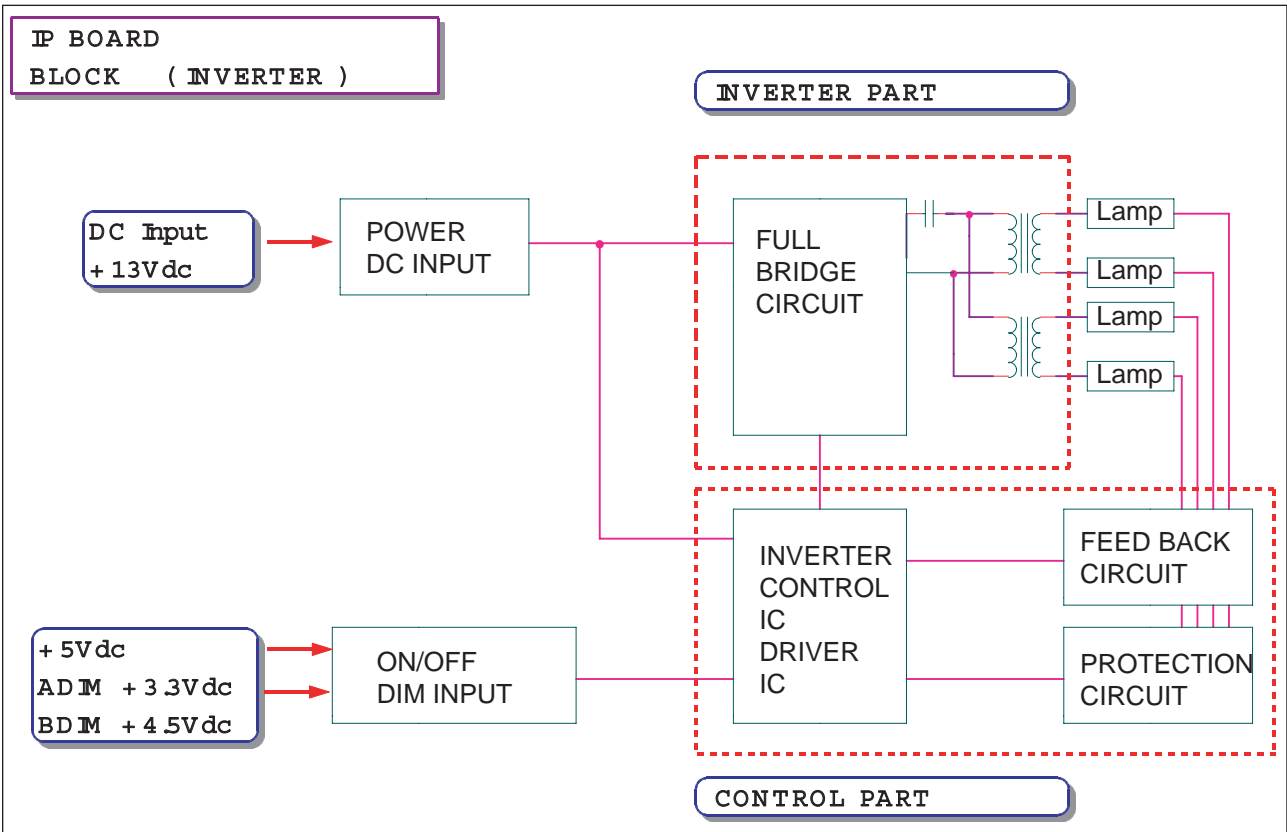 IP BOARD
BLOCK ( INVERTER )
INVERTER PART
DC Input
+13Vdc
POWER
DC INPUT
FULL
BRIDGE
CIRCUIT
Lamp
Lamp
Lamp
Lamp
+5Vdc
ADIM +3.3Vdc
BDIM +4.5Vdc
ON/OFF
DIM INPUT
INVERTER
CONTROL
IC
DRIVER
IC
FEED BACK
CIRCUIT
PROTECTION
CIRCUIT
CONTROL PART